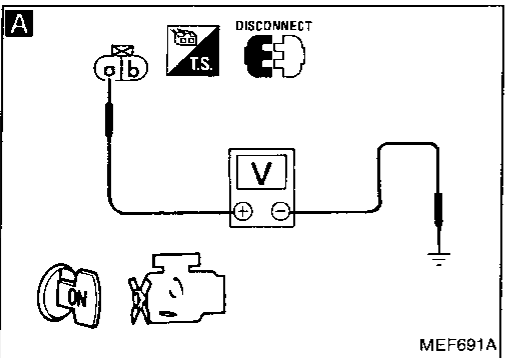 A
DISCONNECT
T.S.
a b
V
+ −
ON
MEF691A